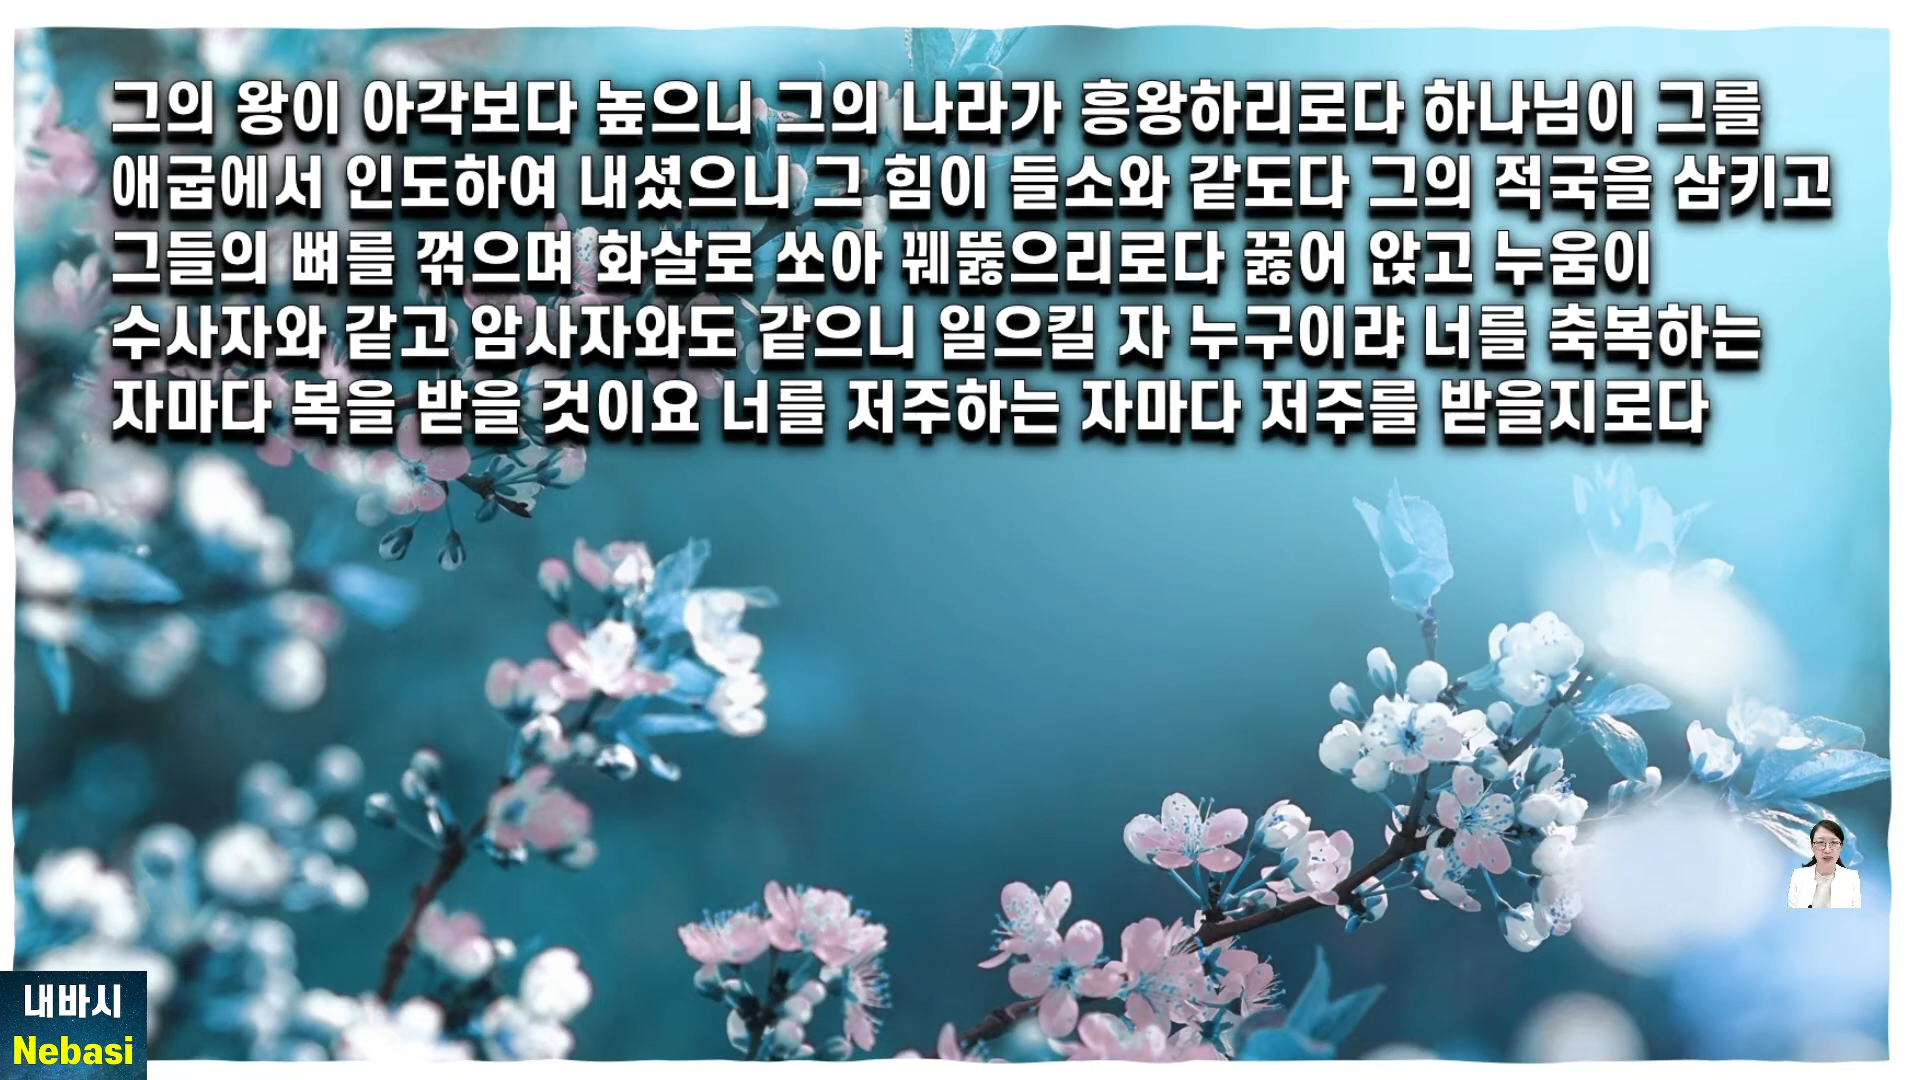 그의 왕이 아각보다 높으니 그의 나라가 흥왕하리로다 하나님이 그를
애굽에서 인도하여 내셨으니 그 힘이 들소와 같도다 그의 적국을 삼키고
그들의 뼈를 꺾으며 화살로 쏘아 꿰뚫으리로다 꿇어 앉고 누움이
수사자와 같고 암사자와도 같으니 일으킬 자 누구이랴 너를 축복하는
자마다 복을 받을 것이요 너를 저주하는 자마다 저주를 받을지로다
내바시
Nebasi